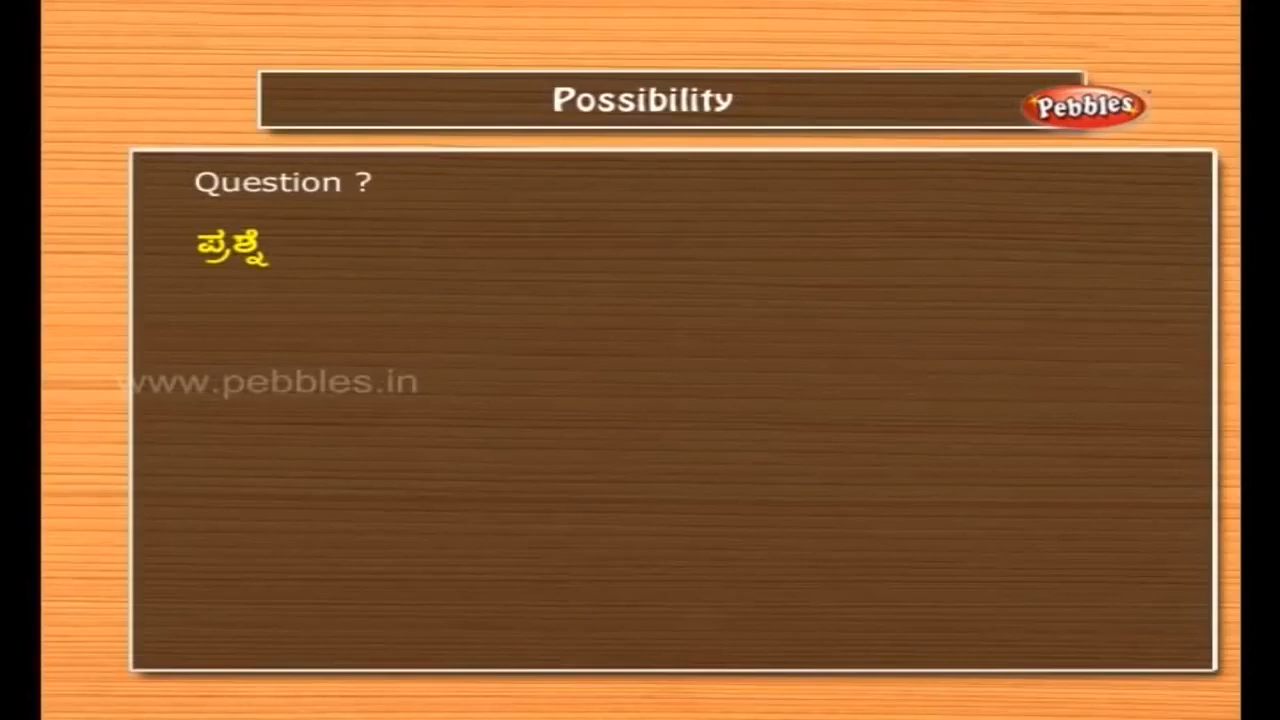 Possibility
Pebbles
Question ?
ಪ್ರಶ್ನೆ
www.pebbles.in